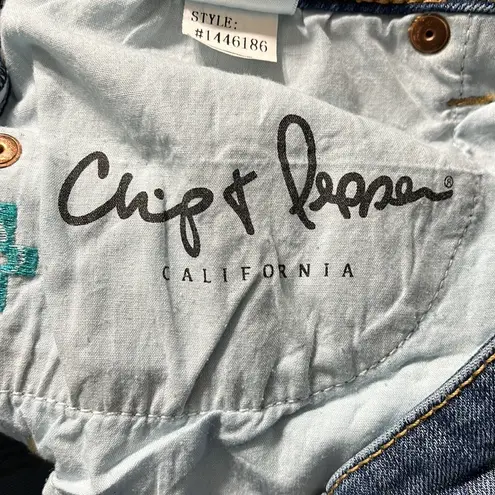 STYLE:
#1446186
Chip & Pepper®
CALIFORNIA